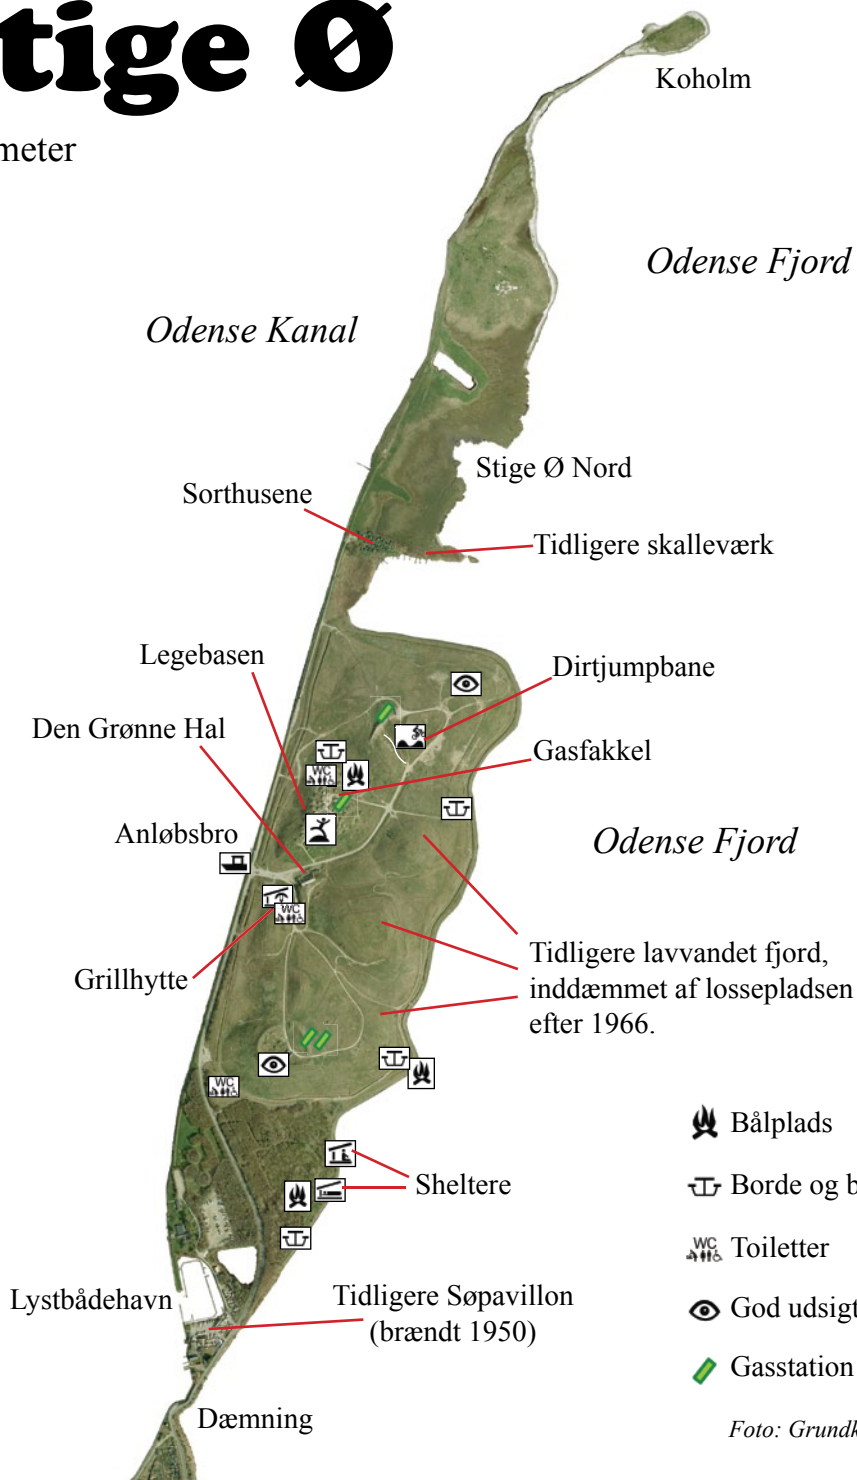 tige Ø
meter
Koholm
Odense Fjord
Odense Kanal
Stige Ø Nord
Sorthusene
Tidligere skalleværk
Legebasen
Dirtjumpbane
Den Grønne Hal
Gasfakkel
WC
Anløbsbro
Odense Fjord
WC
Grillhytte
Tidligere lavvandet fjord,
inddæmmet af lossepladsen
efter 1966.
WC
Bålplads
Sheltere
Borde og b
WC
Toiletter
Lystbådehavn
Tidligere Søpavillon
(brændt 1950)
God udsigt
Gasstation
Dæmning
Foto: Grundk